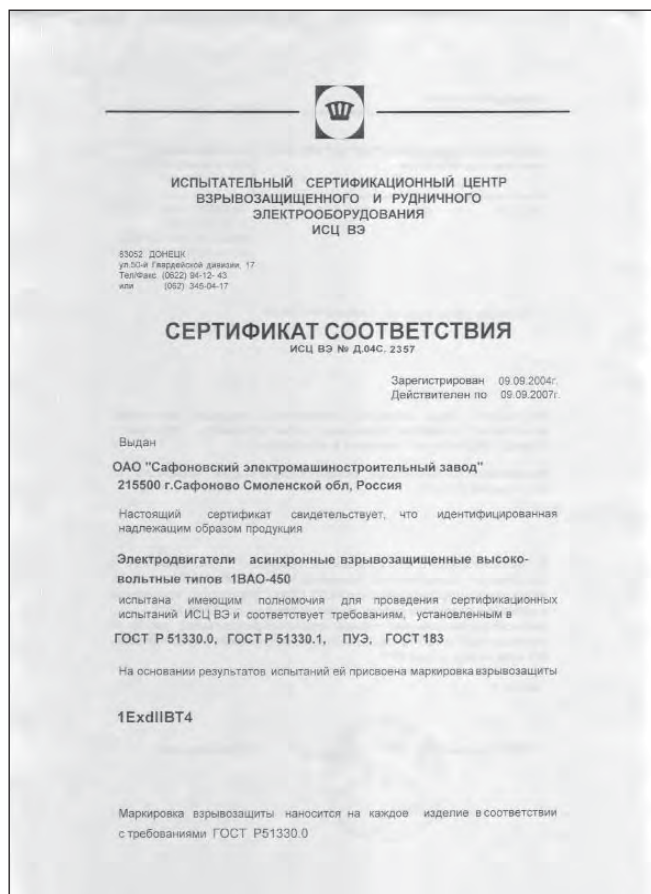 ИСПЫТАТЕЛЬНЫЙ СЕРТИФИКАЦИОННЫЙ ЦЕНТР
ВЗРЫВОЗАЩИЩЕННОГО И РУДНИЧНОГО
ЭЛЕКТРООБОРУДОВАНИЯ
ИСЦ ВЭ
83052 ДОНЕЦК
ул.50-й Гвардейской дивизии, 17
Тел/Факс (0622) 94-12- 43
или (062) 345-04-17
СЕРТИФИКАТ СООТВЕТСТВИЯ
ИСЦ ВЭ № Д.04С. 2357
Зарегистрирован 09.09.2004г.
Действителен по 09.09.2007г.
Выдан
ОАО "Сафоновский электромашиностроительный завод"
215500 г.Сафоново Смоленской обл, Россия
Настоящий сертификат свидетельствует, что идентифицированная
надлежащим образом продукция
Электродвигатели асинхронные взрывозащищенные высоко-
вольтные типов 1ВАО-450
испытана имеющим полномочия для проведения сертификационных
испытаний ИСЦ ВЭ и соответствует требованиям, установленным в
ГОСТ Р 51330.0, ГОСТ Р 51330.1, ПУЭ, ГОСТ 183
На основании результатов испытаний ей присвоена маркировка взрывозащиты
1ExdIIBT4
Маркировка взрывозащиты наносится на каждое изделие в соответствии
с требованиями ГОСТ Р51330.0